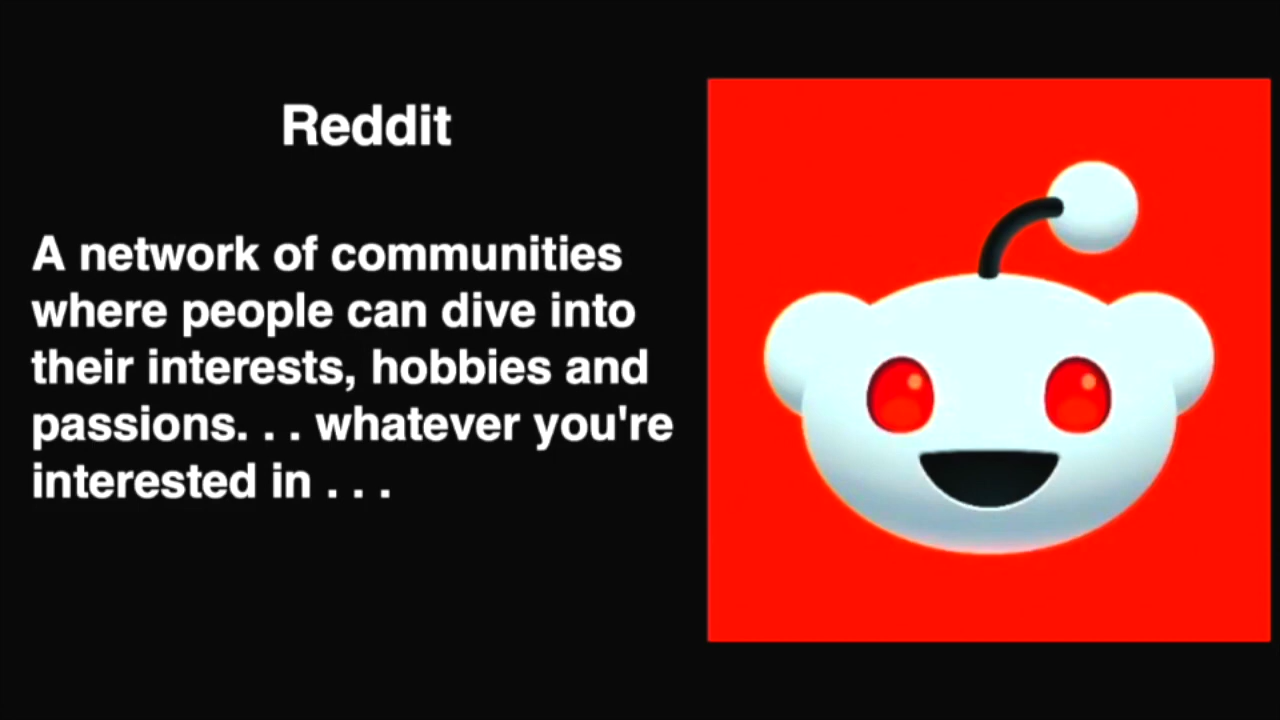 Reddit
A network of communities
where people can dive into
their interests, hobbies and
passions. . . whatever you're
interested in . . .